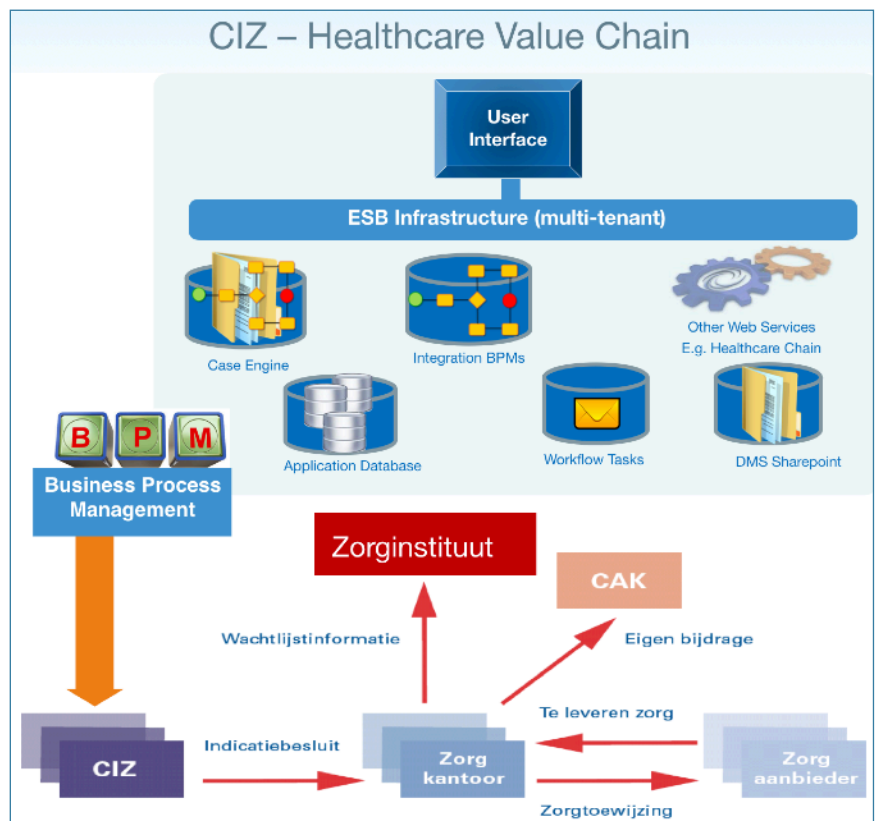 CIZ – Healthcare Value Chain
User
Interface
ESB Infrastructure (multi-tenant)
Case Engine
Integration BPMs
Other Web Services
E.g. Healthcare Chain
Application Database
Workflow Tasks
DMS Sharepoint
B P M
Business Process
Management
Zorginstituut
CAK
Wachtlijstinformatie
Eigen bijdrage
CIZ
Indicatiebesluit
Zorg
kantoor
Te leveren zorg
Zorgtoewijzing
Zorg
aanbieder